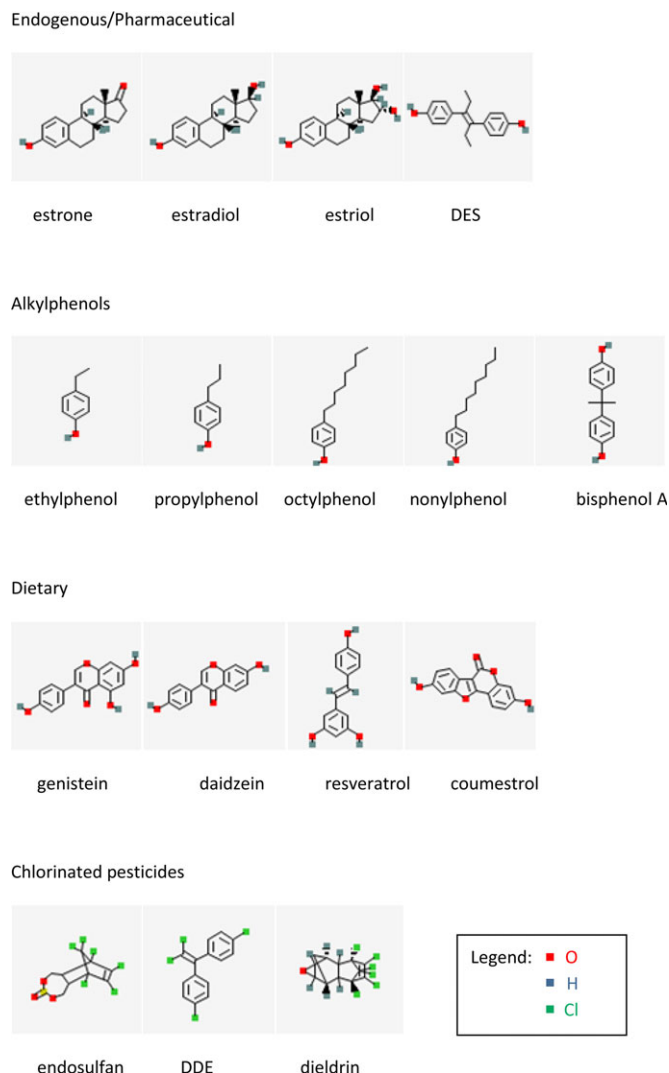 Endogenous/Pharmaceutical
estrone estradiol estriol DES
Alkylphenols
ethylphenol propylphenol octylphenol nonylphenol bisphenol A
Dietary
genistein daidzein resveratrol coumestrol
Chlorinated pesticides
Legend: O
H
Cl
endosulfan DDE dieldrin